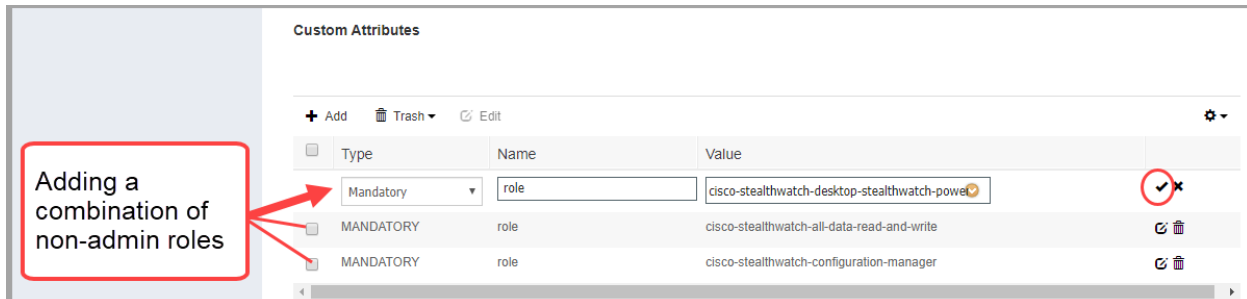 Custom Attributes
Add Trash Edit
Type Name Value
Adding a
combination of
non-admin roles
Mandatory role cisco-stealthwatch-desktop-stealthwatch-power
MANDATORY role cisco-stealthwatch-all-data-read-and-write
MANDATORY role cisco-stealthwatch-configuration-manager